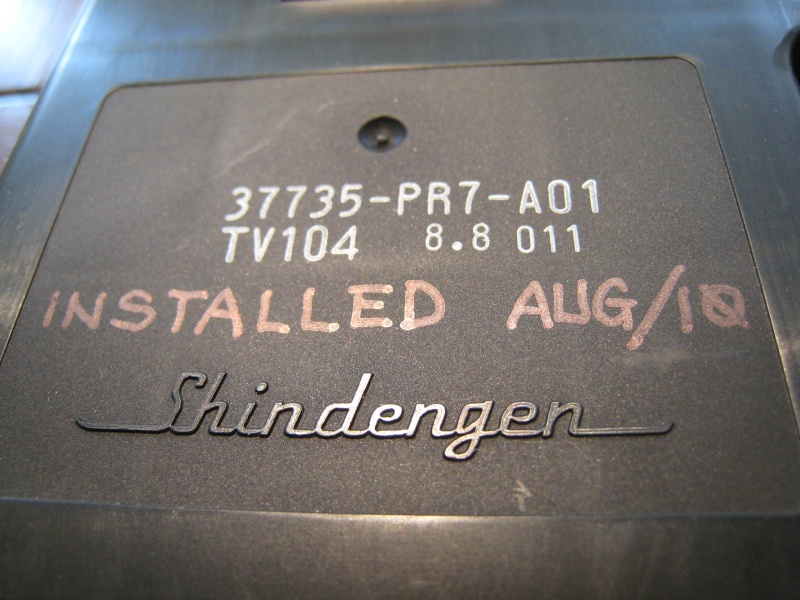 37735-PR7-A01
TV104 8.8 011
INSTALLED AUG/10
Shindengen